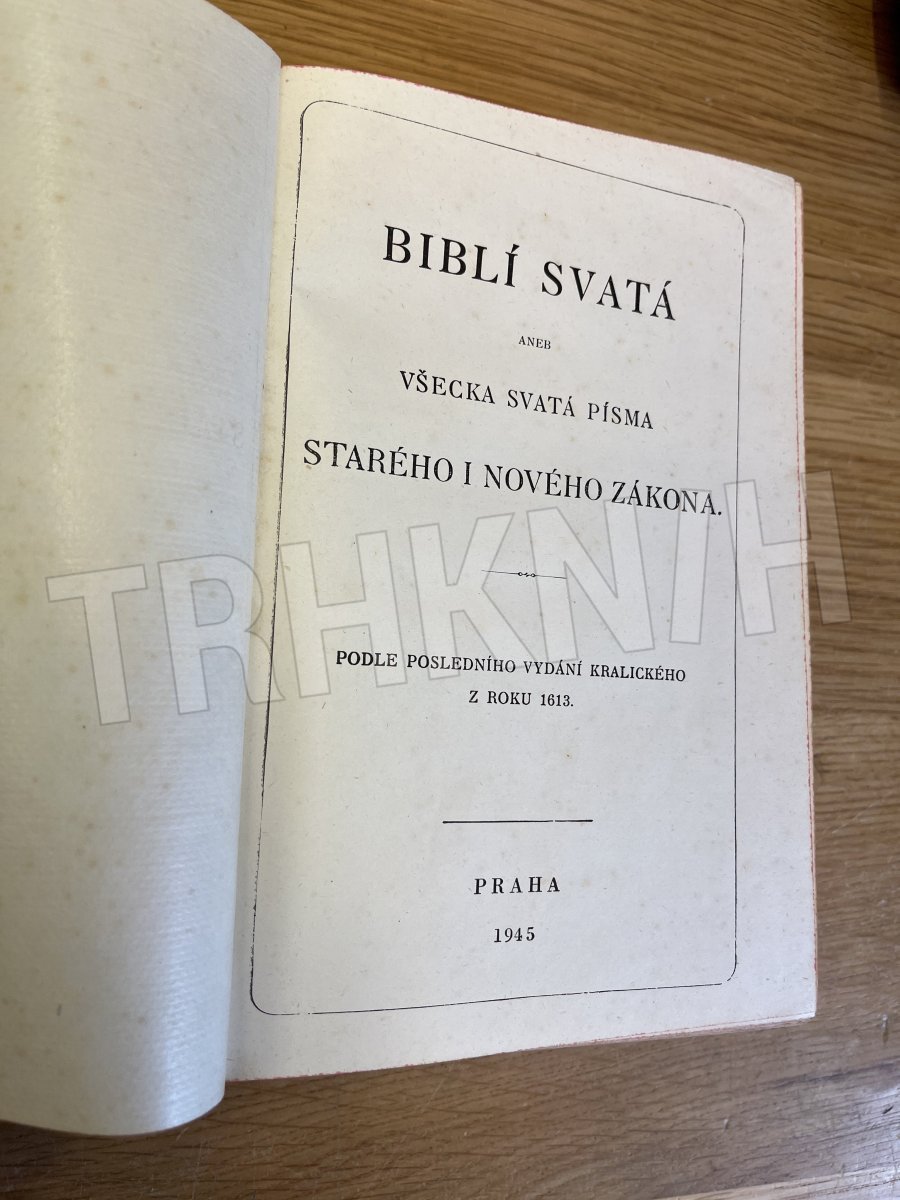 BIBLÍ SVATÁ
ANEB
VŠECKA SVATÁ PÍSMA
STARÉHO I NOVÉHO ZÁKONA.
TRHKNIH
PODLE POSLEDNÍHO VYDÁNÍ KRALICKÉHO
Z ROKU 1613.
PRAHA
1945